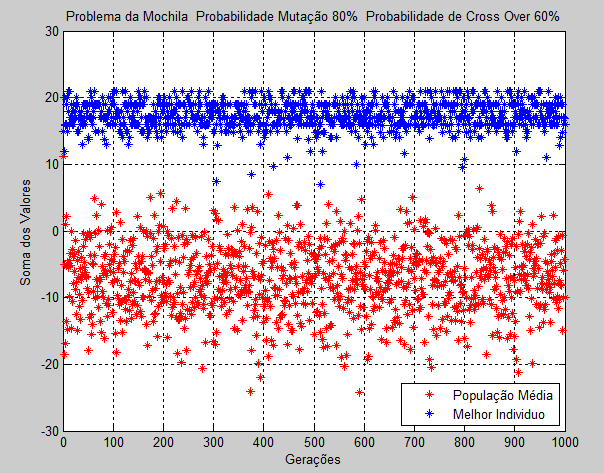 Problema da Mochila  Probabilidade Mutação 80%  Probabilidade de Cross Over 60%
30
20
10
0
-10
-20
-30
Soma dos Valores
0 100 200 300 400 500 600 700 800 900 1000
Gerações
População Média
Melhor Individuo